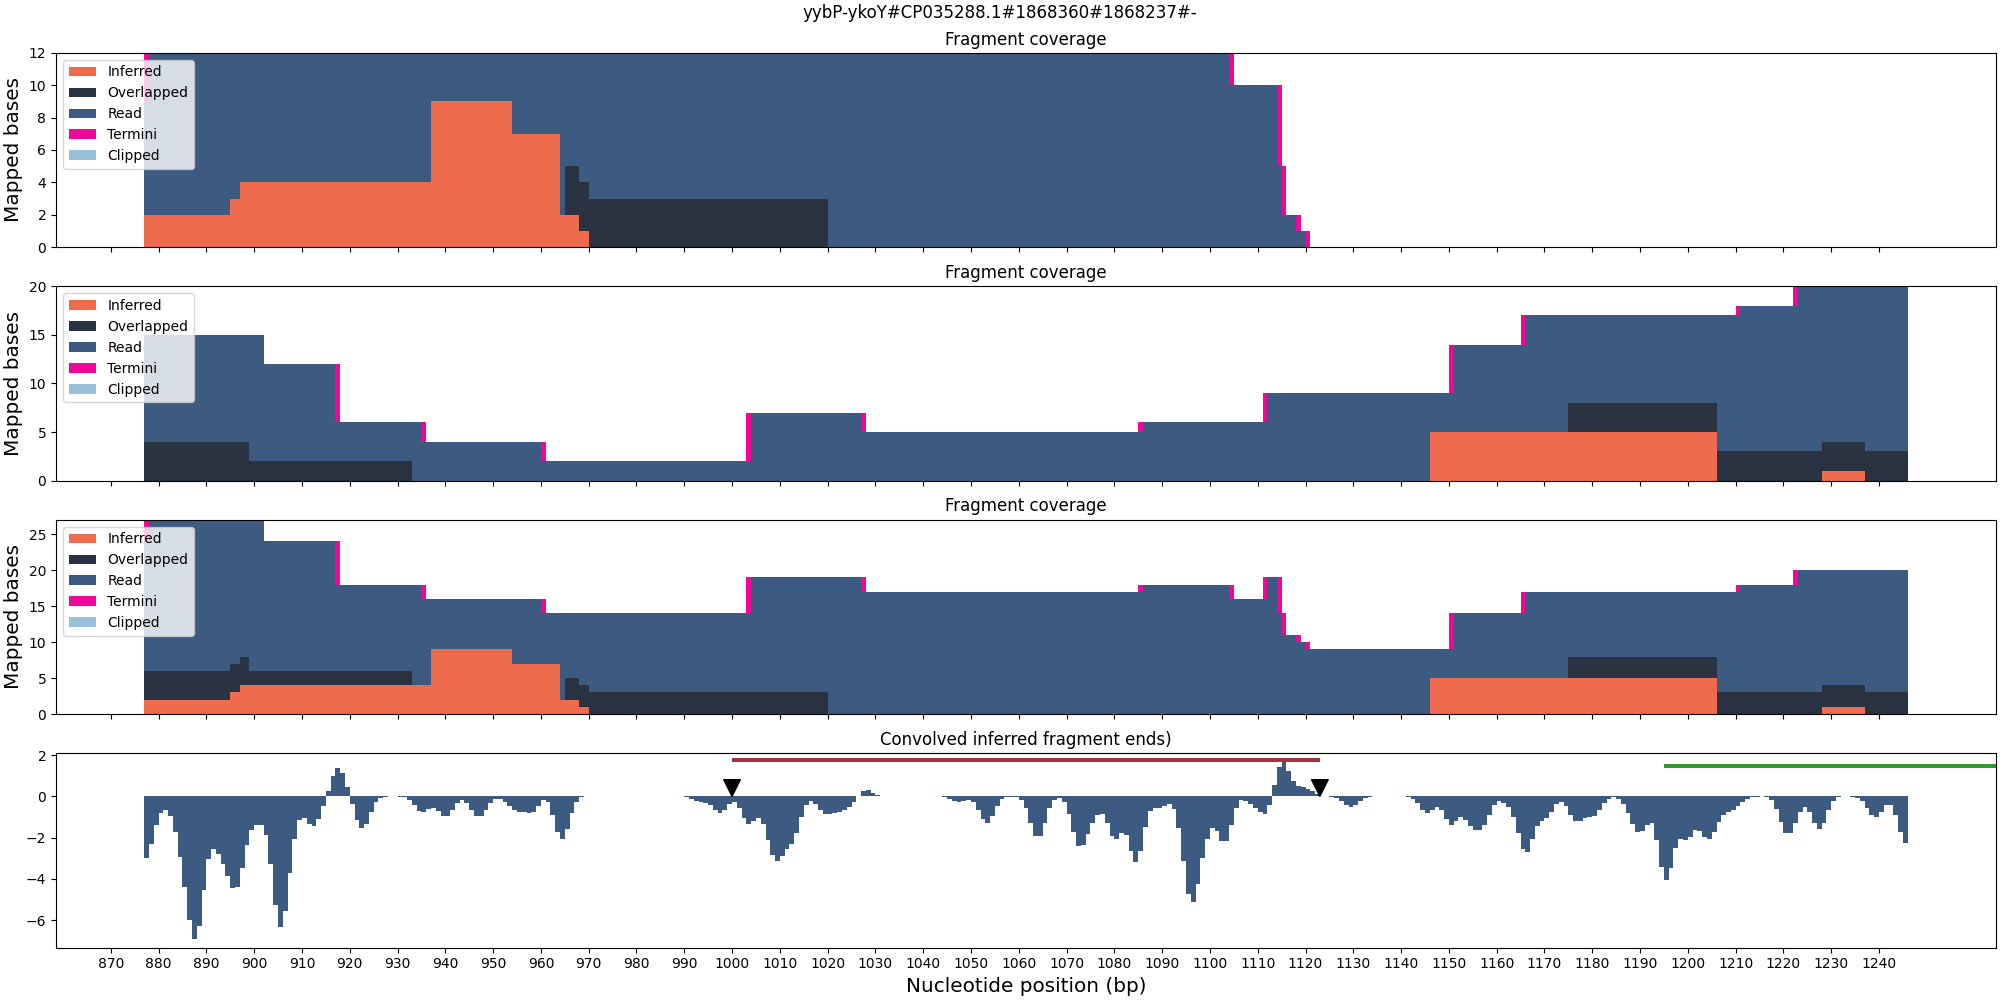 yybP-ykoY#CP035288.1#1868360#1868237#-
Fragment coverage
Mapped bases
12
10
8
6
4
2
0
Inferred
Overlapped
Read
Termini
Clipped
Fragment coverage
Mapped bases
20
15
10
5
0
Inferred
Overlapped
Read
Termini
Clipped
Fragment coverage
Mapped bases
25
20
15
10
5
0
Inferred
Overlapped
Read
Termini
Clipped
Convolved inferred fragment ends)
2
0
−2
−4
−6
870 880 890 900 910 920 930 940 950 960 970 980 990 1000 1010 1020 1030 1040 1050 1060 1070 1080 1090 1100 1110 1120 1130 1140 1150 1160 1170 1180 1190 1200 1210 1220 1230 1240
Nucleotide position (bp)